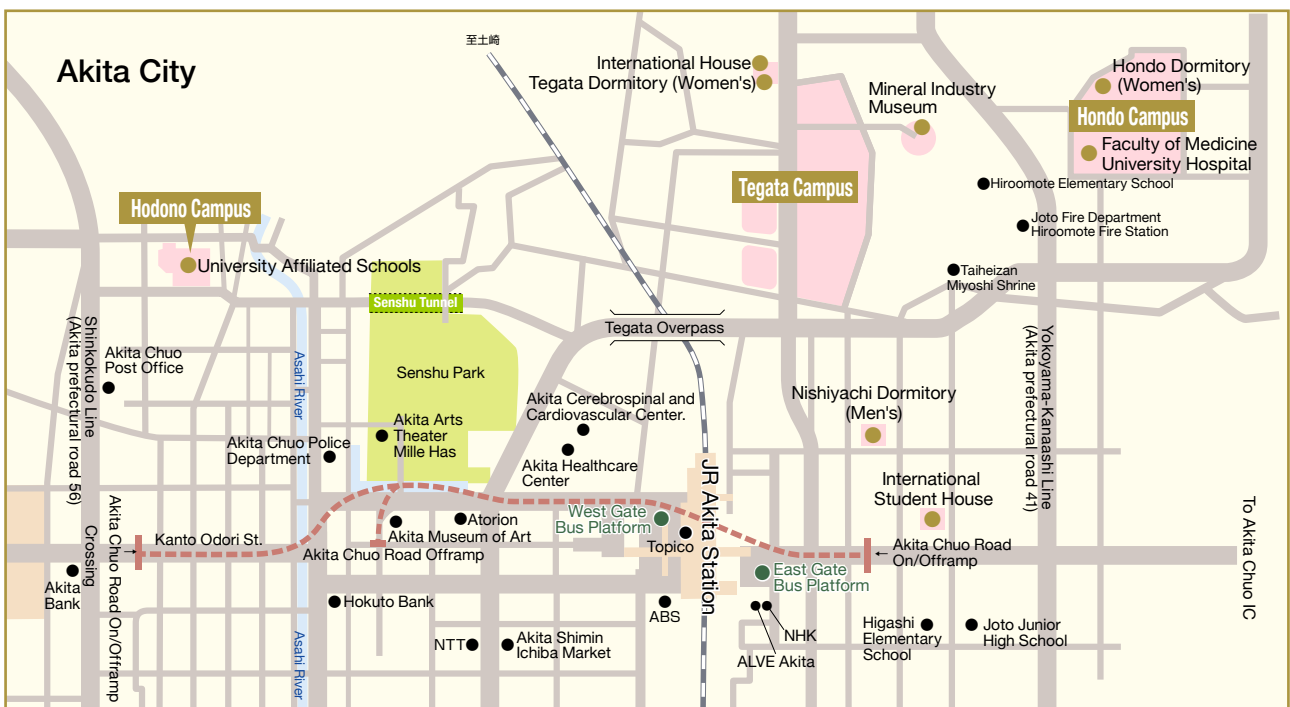 Akita City
至土崎
International House
Tegata Dormitory (Women's)
Mineral Industry
Museum
Hondo Dormitory
(Women's)
Hondo Campus
Faculty of Medicine
University Hospital
Tegata Campus
Hiroomote Elementary School
Hodono Campus
Joto Fire Department
Hiroomote Fire Station
University Affiliated Schools
Taiheizan
Miyoshi Shrine
Senshu Tunnel
Tegata Overpass
Shinkokudo Line
(Akita prefectural road 56)
Akita Chuo
Post Office
Asahi River
Senshu Park
Yokoyama-Kanaashi Line
(Akita prefectural road 41)
Nishiyachi Dormitory
(Men's)
Akita Cerebrospinal and
Cardiovascular Center.
Akita Arts
Theater
Mille Has
Akita Chuo Police
Department
Akita Healthcare
Center
JR Akita Station
International
Student House
To Akita Chuo IC
West Gate
Bus Platform
Atorion
Akita Museum of Art
Kanto Odori St.
Akita Chuo Road Offramp
Topico
← Akita Chuo Road
On/Offramp
Crossing
Akita Chuo Road On/Offramp
→
East Gate
Bus Platform
Akita
Bank
Hokuto Bank
ABS
NHK
ALVE Akita
Higashi
Elementary
School
Joto Junior
High School
NTT
Akita Shimin
Ichiba Market
Asahi River